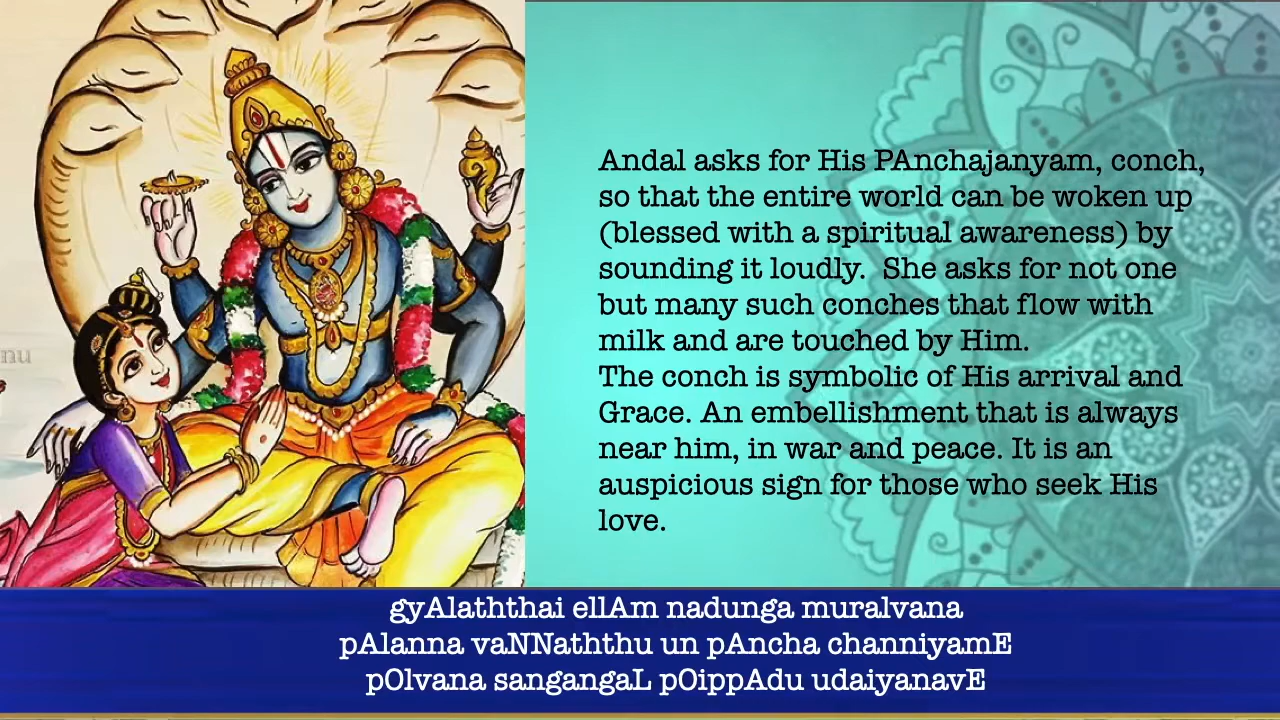 Andal asks for His PAnchajanyam, conch,
so that the entire world can be woken up
(blessed with a spiritual awareness) by
sounding it loudly.  She asks for not one
but many such conches that flow with
milk and are touched by Him.
The conch is symbolic of His arrival and
Grace. An embellishment that is always
near him, in war and peace. It is an
auspicious sign for those who seek His
love.
gyAlaththai ellAm nadunga muralvana
pAlanna vaNNaththu un pAncha channiyamE
pOlvana sangangaL pOippAdu udaiyanavE